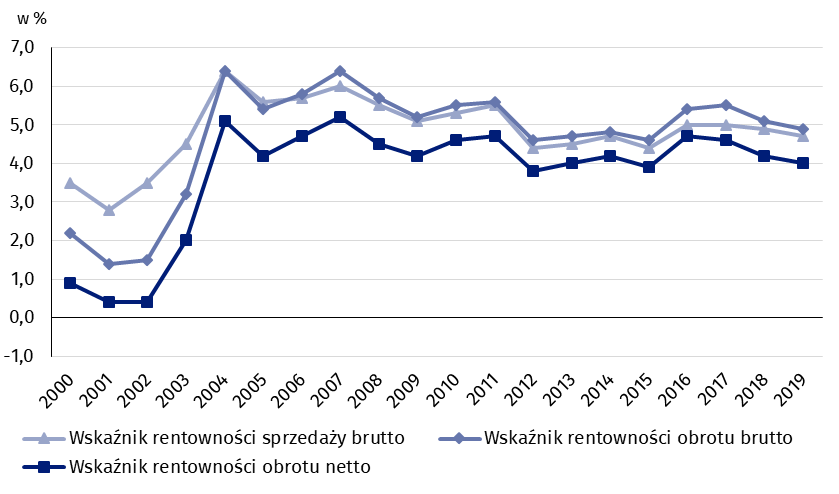 w %
7,0
6,0
5,0
4,0
3,0
2,0
1,0
0,0
-1,0
2000 2001 2002 2003 2004 2005 2006 2007 2008 2009 2010 2011 2012 2013 2014 2015 2016 2017 2018 2019
Wskaźnik rentowności sprzedaży brutto Wskaźnik rentowności obrotu brutto
Wskaźnik rentowności obrotu netto